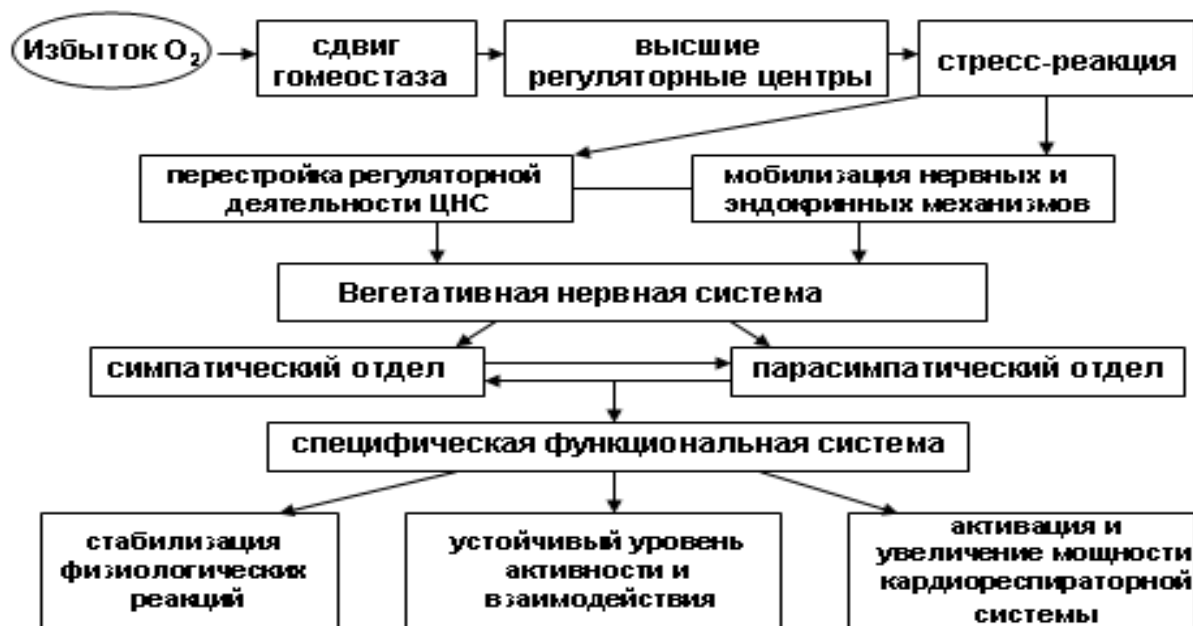 Избыток O₂
сдвиг
гомеостаза
высшие
регуляторные центры
стресс-реакция
перестройка регуляторной
деятельности ЦНС
мобилизация нервных и
эндокринных механизмов
Вегетативная нервная система
симпатический отдел
парасимпатический отдел
специфическая функциональная система
стабилизация
физиологических
реакций
устойчивый уровень
активности и
взаимодействия
активация и
увеличение мощности
кардиореспираторной
системы